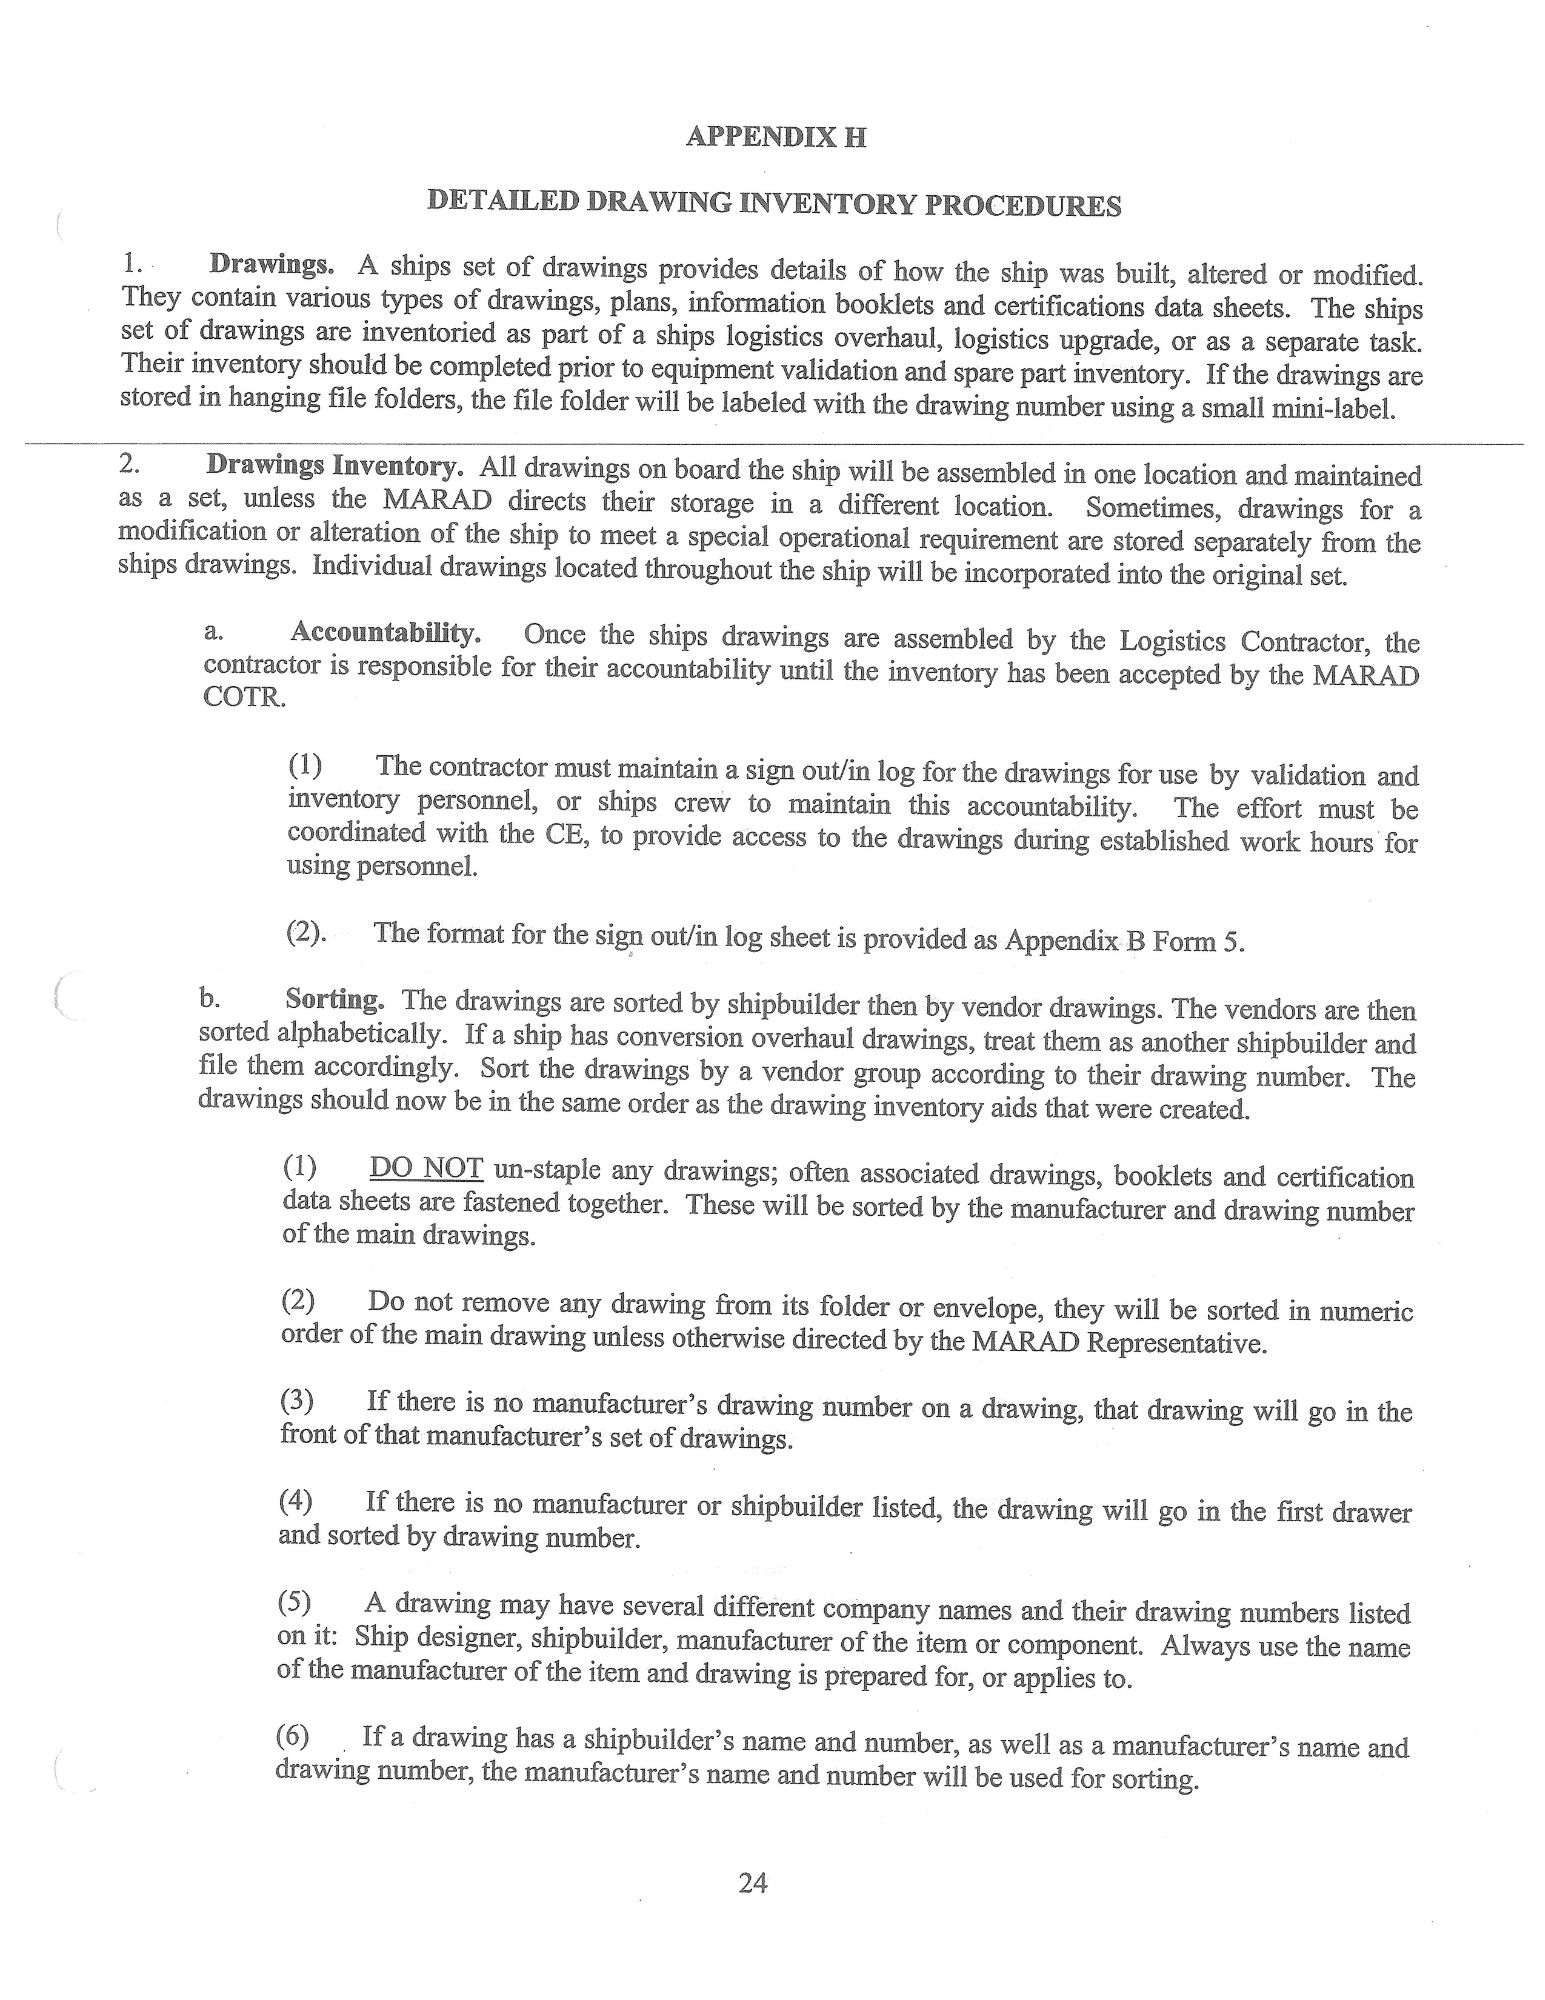 APPENDIX H
DETAILED DRAWING INVENTORY PROCEDURES
1. Drawings. A ships set of drawings provides details of how the ship was built, altered or modified.
They contain various types of drawings, plans, information booklets and certifications data sheets. The ships
set of drawings are inventoried as part of a ships logistics overhaul, logistics upgrade, or as a separate task.
Their inventory should be completed prior to equipment validation and spare part inventory. If the drawings are
stored in hanging file folders, the file folder will be labeled with the drawing number using a small mini-label.
2. Drawings Inventory. All drawings on board the ship will be assembled in one location and maintained
as a set, unless the MARAD directs their storage in a different location. Sometimes, drawings for a
modification or alteration of the ship to meet a special operational requirement are stored separately from the
ships drawings. Individual drawings located throughout the ship will be incorporated into the original set.
a. Accountability. Once the ships drawings are assembled by the Logistics Contractor, the
contractor is responsible for their accountability until the inventory has been accepted by the MARAD
COTR.
(1) The contractor must maintain a sign out/in log for the drawings for use by validation and
inventory personnel, or ships crew to maintain this accountability. The effort must be
coordinated with the CE, to provide access to the drawings during established work hours for
using personnel.
(2). The format for the sign out/in log sheet is provided as Appendix B Form 5.
b. Sorting. The drawings are sorted by shipbuilder then by vendor drawings. The vendors are then
sorted alphabetically. If a ship has conversion overhaul drawings, treat them as another shipbuilder and
file them accordingly. Sort the drawings by a vendor group according to their drawing number. The
drawings should now be in the same order as the drawing inventory aids that were created.
(1) DO NOT un-staple any drawings; often associated drawings, booklets and certification
data sheets are fastened together. These will be sorted by the manufacturer and drawing number
of the main drawings.
(2) Do not remove any drawing from its folder or envelope, they will be sorted in numeric
order of the main drawing unless otherwise directed by the MARAD Representative.
(3) If there is no manufacturer's drawing number on a drawing, that drawing will go in the
front of that manufacturer's set of drawings.
(4) If there is no manufacturer or shipbuilder listed, the drawing will go in the first drawer
and sorted by drawing number.
(5) A drawing may have several different company names and their drawing numbers listed
on it: Ship designer, shipbuilder, manufacturer of the item or component. Always use the name
of the manufacturer of the item and drawing is prepared for, or applies to.
(6) If a drawing has a shipbuilder's name and number, as well as a manufacturer's name and
drawing number, the manufacturer's name and number will be used for sorting.
24